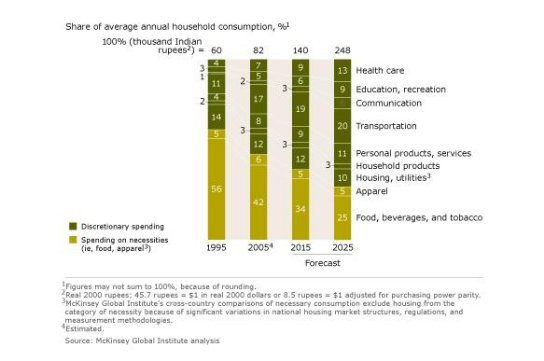 Share of average annual household consumption, %1
100% (thousand Indian
rupees2) = 60 82 140 248
4 7 9 13 Health care
3 5 6 9 Education, recreation
1 2 3 Communication
11 17 19 20 Transportation
4 8 9 11 Personal products, services
2 3 3 3 Household products
14 12 12 10 Housing, utilities3
5 6 5 5 Apparel
56 42 34 25 Food, beverages, and tobacco
Discretionary spending
Spending on necessities
(ie, food, apparel3)
1995 20054 2015 2025
Forecast
1Figures may not sum to 100%, because of rounding.
2Real 2000 rupees; 45.7 rupees = $1 in real 2000 dollars or 8.5 rupees = $1 adjusted for purchasing power parity.
3McKinsey Global Institute's cross-country comparisons of necessary consumption exclude housing from the
category of necessity because of significant variations in national housing market structures, regulations, and
measurement methodologies.
4Estimated.
Source: McKinsey Global Institute analysis